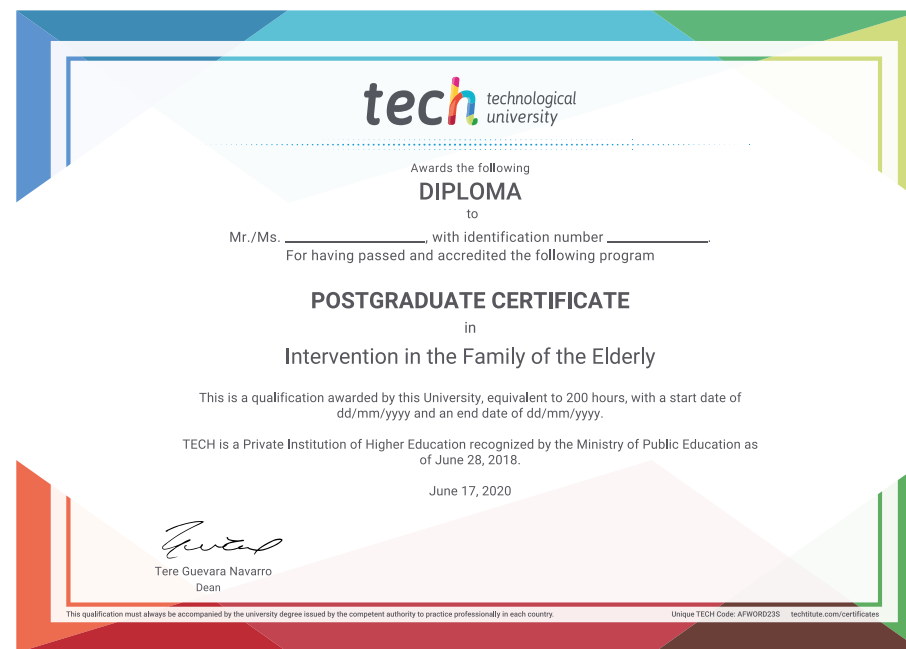 tech technological
university
Awards the following
DIPLOMA
to
Mr./Ms. ____________________, with identification number ______________.
For having passed and accredited the following program
POSTGRADUATE CERTIFICATE
in
Intervention in the Family of the Elderly
This is a qualification awarded by this University, equivalent to 200 hours, with a start date of
dd/mm/yyyy and an end date of dd/mm/yyyy.
TECH is a Private Institution of Higher Education recognized by the Ministry of Public Education as
of June 28, 2018.
June 17, 2020
Tere Guevara Navarro
Dean
This qualification must always be accompanied by the university degree issued by the competent authority to practice professionally in each country. Unique TECH Code: AFWORD23S techtitute.com/certificates